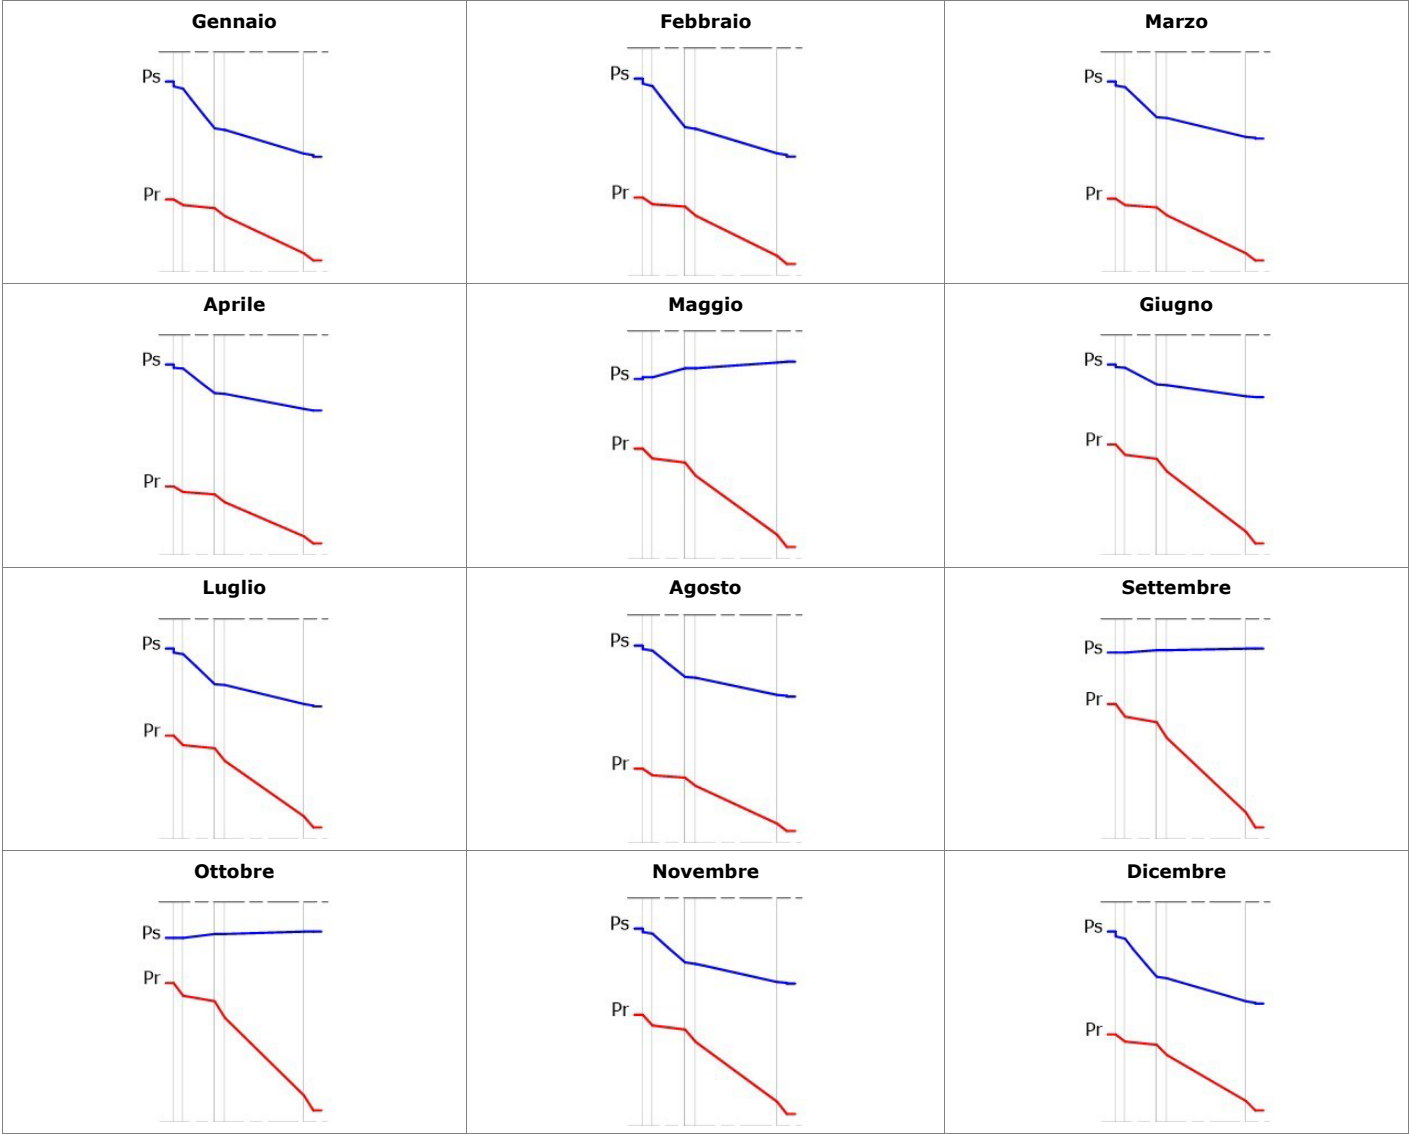 Gennaio
Febbraio
Marzo
Ps
Pr
Ps
Pr
Ps
Pr
Aprile
Maggio
Giugno
Ps
Pr
Ps
Pr
Ps
Pr
Luglio
Agosto
Settembre
Ps
Pr
Ps
Pr
Ps
Pr
Ottobre
Novembre
Dicembre
Ps
Pr
Ps
Pr
Ps
Pr